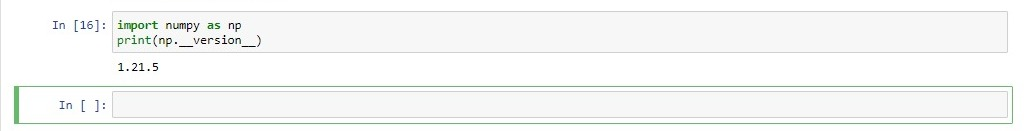 In [16]: import numpy as np
print(np.__version__)
1.21.5
In [ ]: